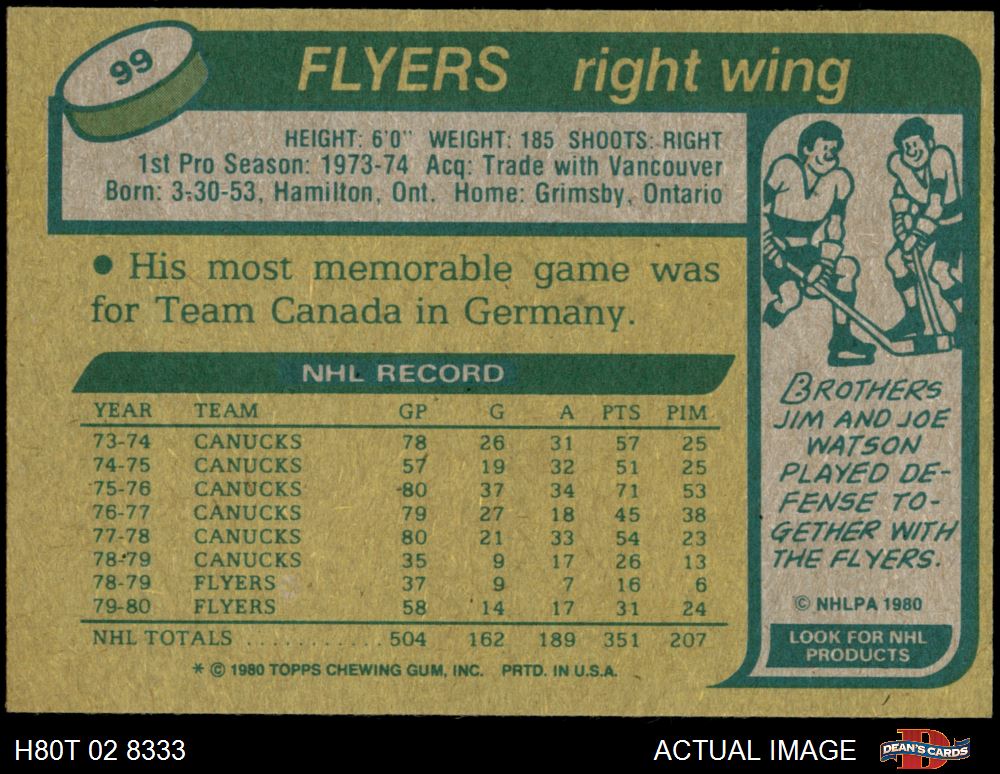 99
FLYERS right wing
HEIGHT: 6'0" WEIGHT: 185 SHOOTS: RIGHT
1st Pro Season: 1973-74 Acq: Trade with Vancouver
Born: 3-30-53, Hamilton, Ont. Home: Grimsby, Ontario
● His most memorable game was
for Team Canada in Germany.
NHL RECORD
YEAR TEAM GP G A PTS PIM
73-74 CANUCKS 78 26 31 57 25
74-75 CANUCKS 57 19 32 51 25
75-76 CANUCKS 80 37 34 71 53
76-77 CANUCKS 79 27 18 45 38
77-78 CANUCKS 80 21 33 54 23
78-79 CANUCKS 35 9 17 26 13
78-79 FLYERS 37 9 7 16 6
79-80 FLYERS 58 14 17 31 24
NHL TOTALS .......... 504 162 189 351 207
* © 1980 TOPPS CHEWING GUM, INC. PRTD. IN U.S.A.
BROTHERS
JIM AND JOE
WATSON
PLAYED DE-
FENSE TO-
GETHER WITH
THE FLYERS.
© NHLPA 1980
LOOK FOR NHL
PRODUCTS
H80T 02 8333 ACTUAL IMAGE
DEAN'S CARDS